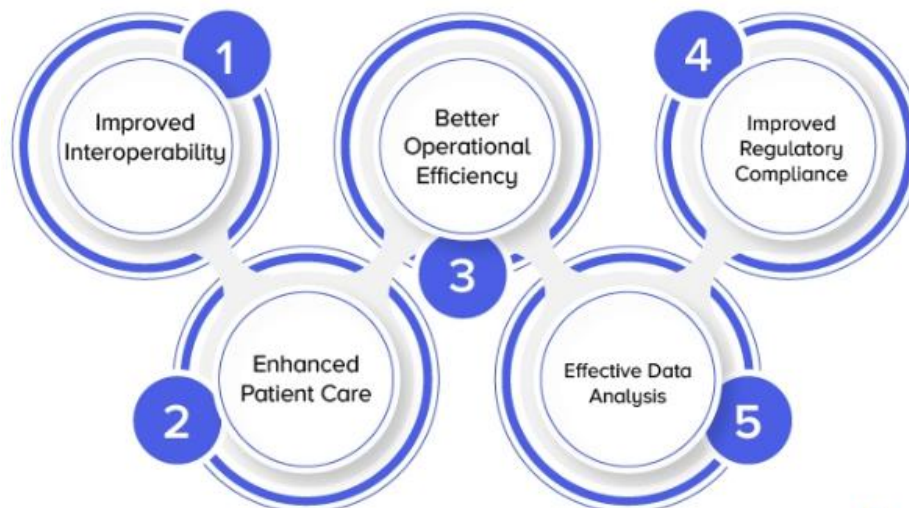 1
Improved
Interoperability
2
Enhanced
Patient Care
3
Better
Operational
Efficiency
4
Improved
Regulatory
Compliance
5
Effective Data
Analysis